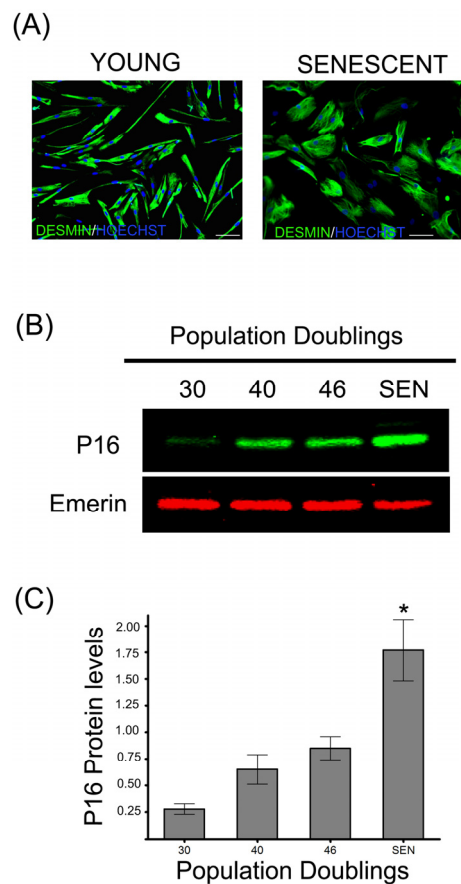 (A)
YOUNG SENESCENT
DESMIN/HOECHST DESMIN/HOECHST
(B)
Population Doublings
30 40 46 SEN
P16
Emerin
(C)
P16 Protein levels
2.00
1.75
1.50
1.25
1.00
0.75
0.50
0.25
*
30 40 46 SEN
Population Doublings